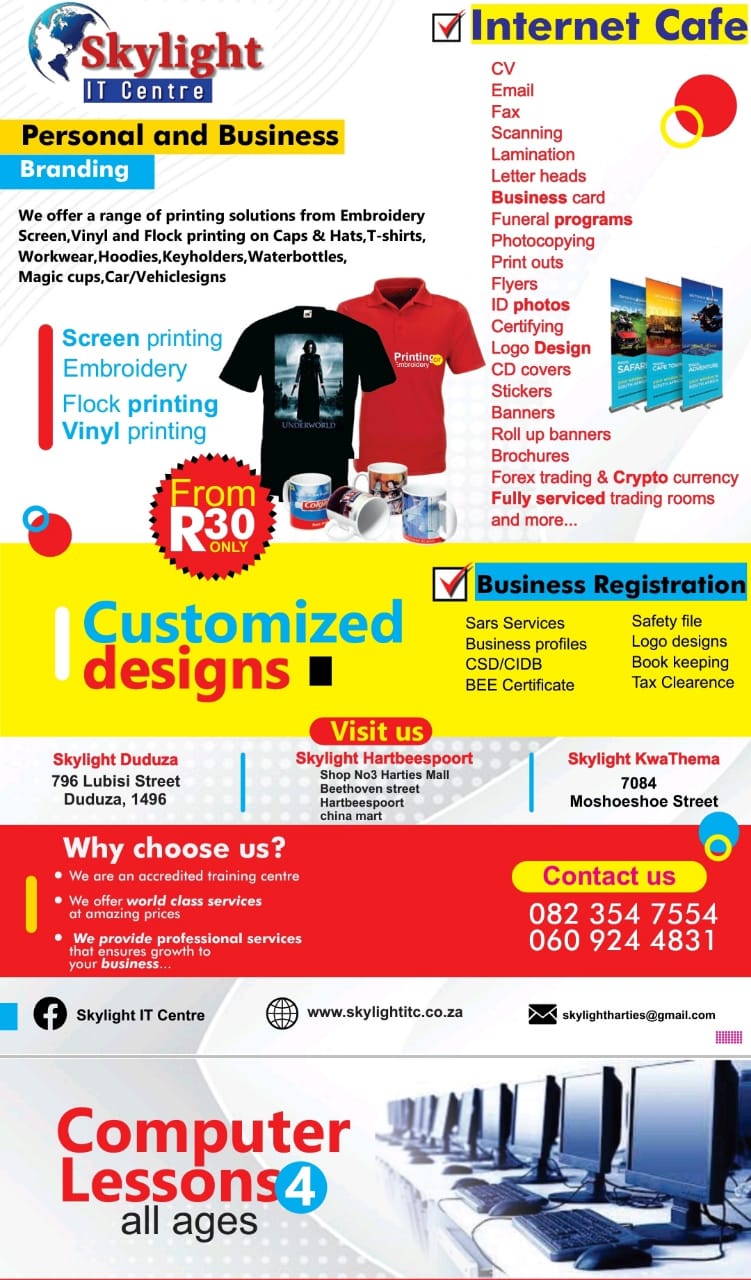 Skylight
IT Centre
Personal and Business
Branding
We offer a range of printing solutions from Embroidery
Screen,Vinyl and Flock printing on Caps & Hats,T-shirts,
Workwear,Hoodies,Keyholders,Waterbottles,
Magic cups,Car/Vehiclesigns
Screen printing
Embroidery
Flock printing
Vinyl printing
UNDERWORLD
Printing
or
Embroidery
From
R30
ONLY
Internet Cafe
CV
Email
Fax
Scanning
Lamination
Letter heads
Business card
Funeral programs
Photocopying
Print outs
Flyers
ID photos
Certifying
Logo Design
CD covers
Stickers
Banners
Roll up banners
Brochures
Forex trading & Crypto currency
Fully serviced trading rooms
and more...
SAFARI
CAPE TOWN
ADVENTURE
Customized
designs
Business Registration
Sars Services
Business profiles
CSD/CIDB
BEE Certificate
Safety file
Logo designs
Book keeping
Tax Clearence
Visit us
Skylight Duduza
796 Lubisi Street
Duduza, 1496
Skylight Hartbeespoort
Shop No3 Harties Mall
Beethoven street
Hartbeespoort
china mart
Skylight KwaThema
7084
Moshoeshoe Street
Why choose us?
• We are an accredited training centre
• We offer world class services
at amazing prices
• We provide professional services
that ensures growth to
your business...
Contact us
082 354 7554
060 924 4831
Skylight IT Centre
www.skylightitc.co.za
skylightharties@gmail.com
Computer
Lessons 4
all ages